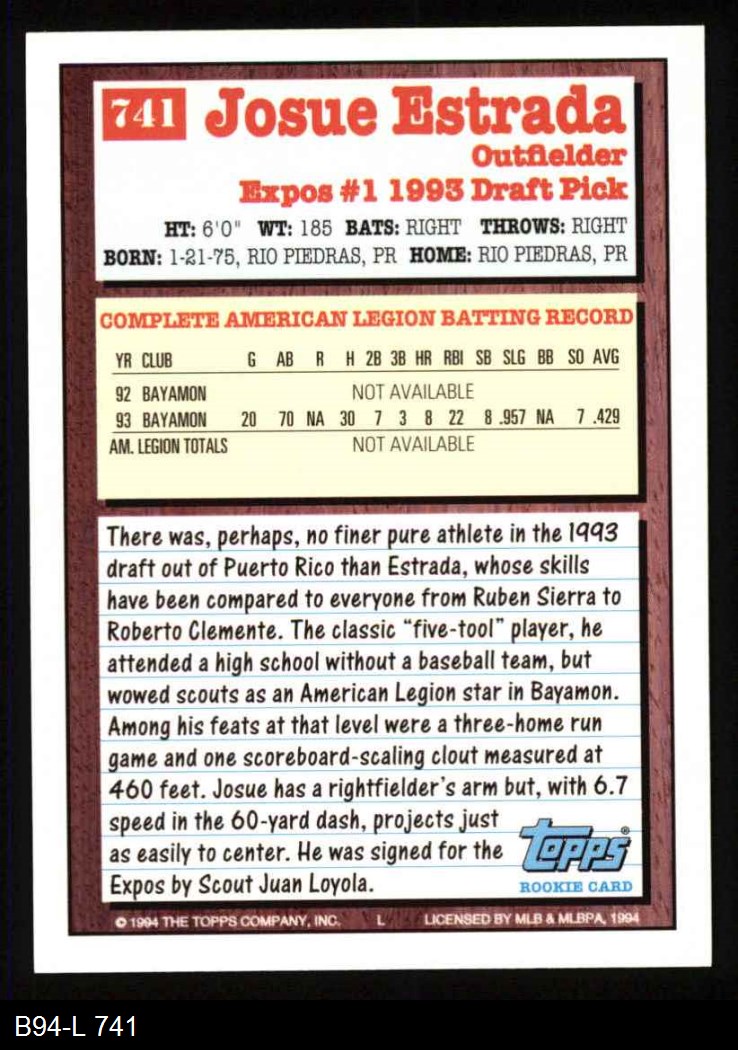 741 Josue Estrada
Outfielder
Expos #1 1993 Draft Pick
HT: 6'0" WT: 185 BATS: RIGHT THROWS: RIGHT
BORN: 1-21-75, RIO PIEDRAS, PR HOME: RIO PIEDRAS, PR
COMPLETE AMERICAN LEGION BATTING RECORD
YR CLUB G AB R H 2B 3B HR RBI SB SLG BB SO AVG
92 BAYAMON NOT AVAILABLE
93 BAYAMON 20 70 NA 30 7 3 8 22 8 .957 NA 7 .429
AM. LEGION TOTALS NOT AVAILABLE
There was, perhaps, no finer pure athlete in the 1993
draft out of Puerto Rico than Estrada, whose skills
have been compared to everyone from Ruben Sierra to
Roberto Clemente. The classic “five-tool” player, he
attended a high school without a baseball team, but
wowed scouts as an American Legion star in Bayamon.
Among his feats at that level were a three-home run
game and one scoreboard-scaling clout measured at
460 feet. Josue has a rightfielder's arm but, with 6.7
speed in the 60-yard dash, projects just
as easily to center. He was signed for the
Expos by Scout Juan Loyola.
Topps®
ROOKIE CARD
© 1994 THE TOPPS COMPANY, INC. L LICENSED BY MLB & MLBPA, 1994
B94-L 741